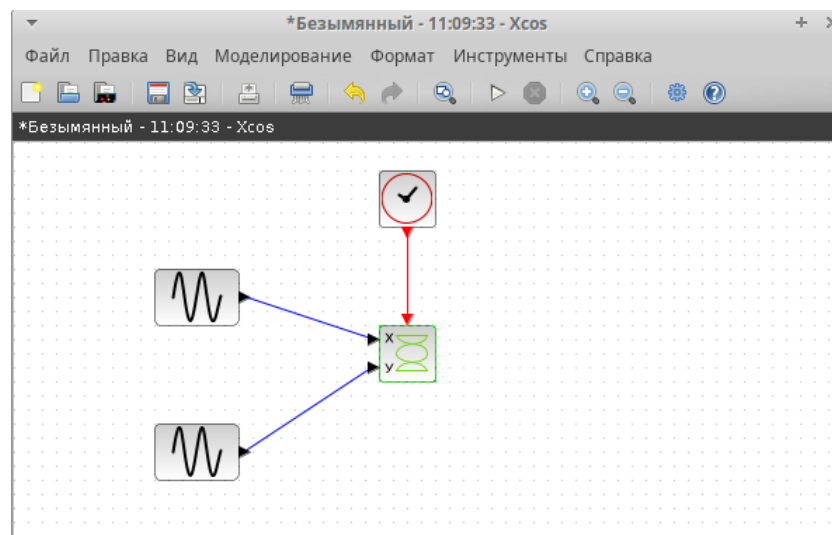 *Безымянный - 11:09:33 - Xcos
Файл Правка Вид Моделирование Формат Инструменты Справка
*Безымянный - 11:09:33 - Xcos
X
y